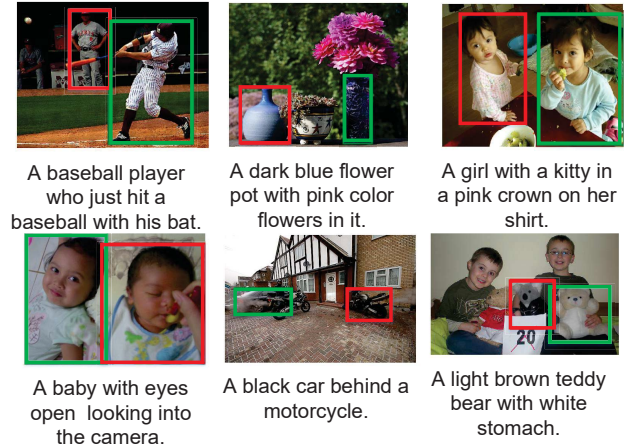 A baseball player
who just hit a
baseball with his bat.
A dark blue flower
pot with pink color
flowers in it.
A girl with a kitty in
a pink crown on her
shirt.
20
A baby with eyes
open looking into
the camera.
A black car behind a
motorcycle.
A light brown teddy
bear with white
stomach.